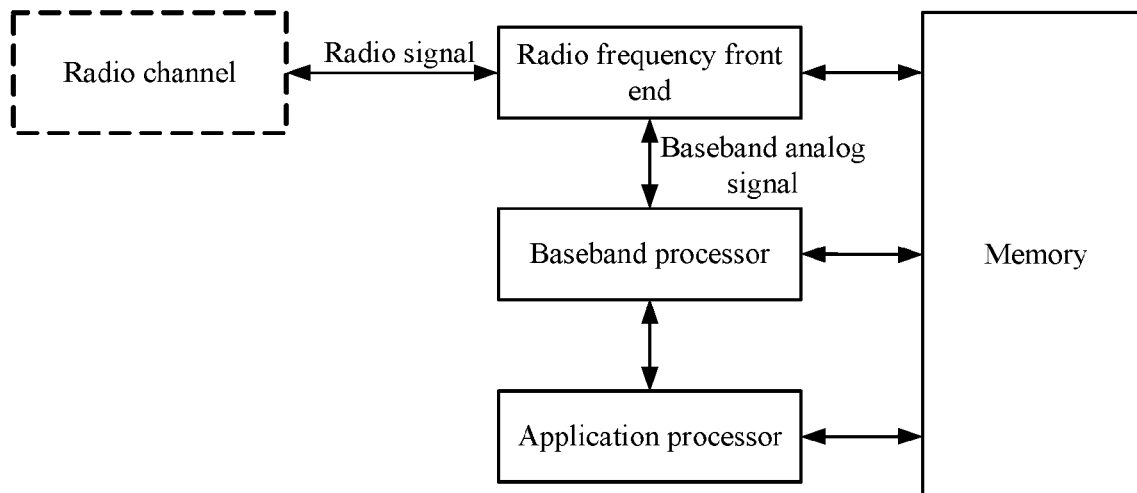 Radio channel
Radio signal
Radio frequency front
end
Baseband analog
signal
Baseband processor
Memory
Application processor